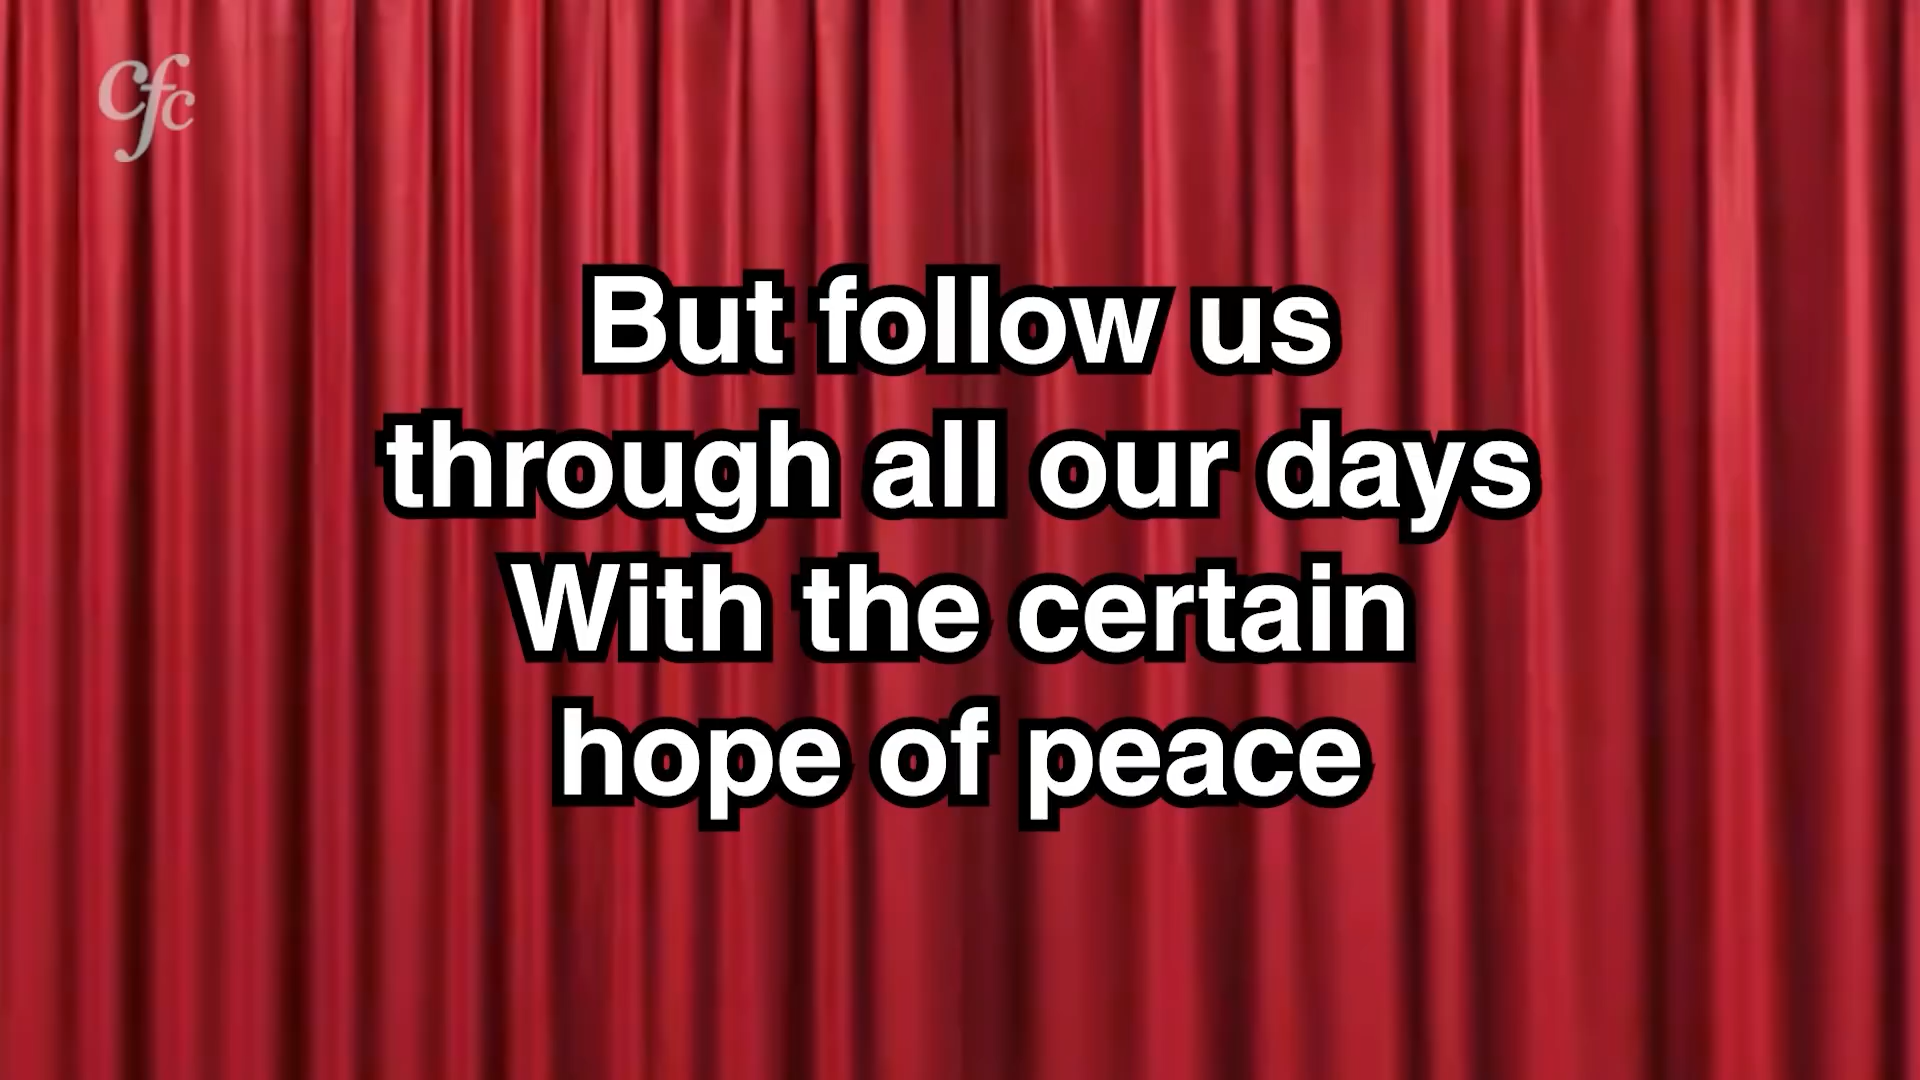 cfc
But follow us
through all our days
With the certain
hope of peace